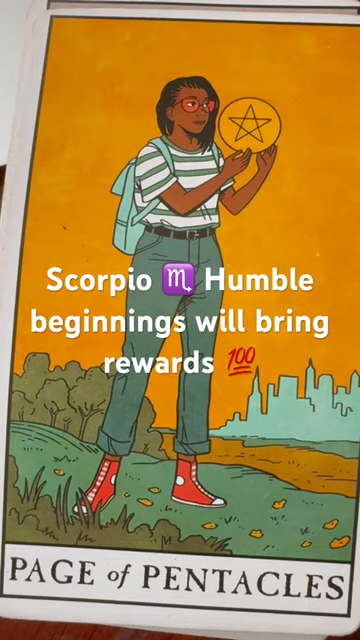 Scorpio ♏ Humble
beginnings will bring
rewards 💯
PAGE of PENTACLES